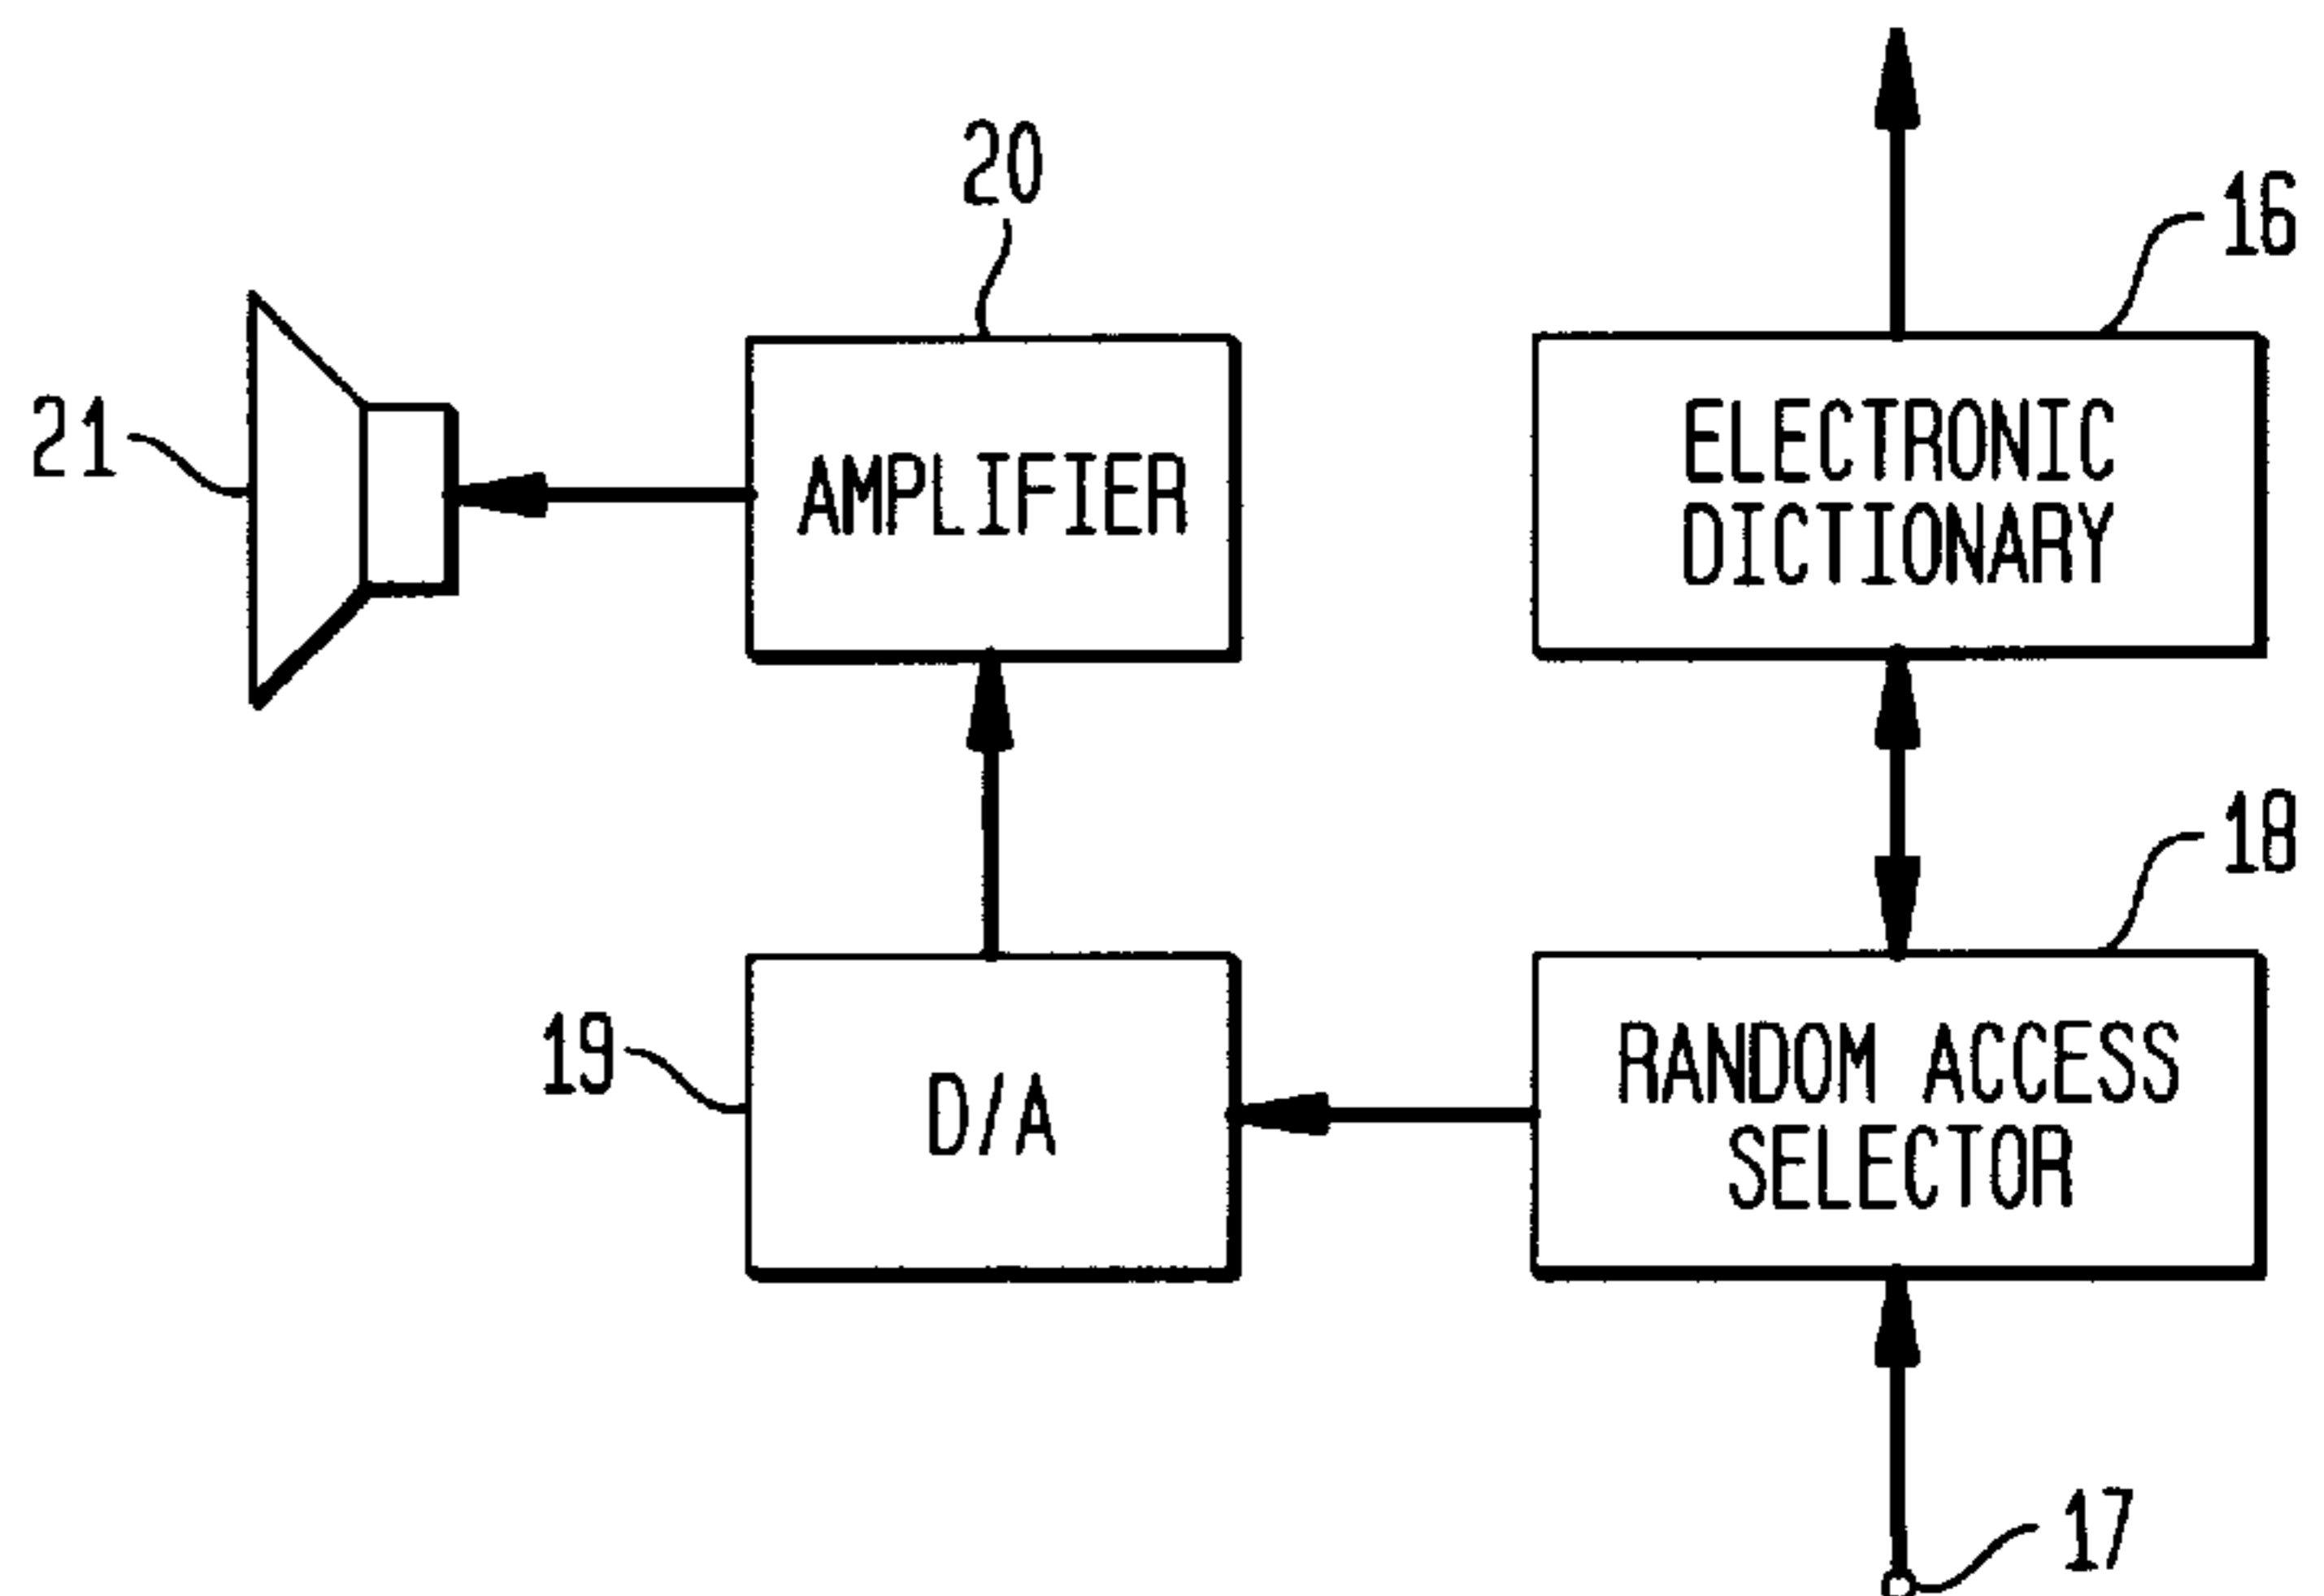 20
16
21
AMPLIFIER
ELECTRONIC
DICTIONARY
18
19
D/A
RANDOM ACCESS
SELECTOR
17